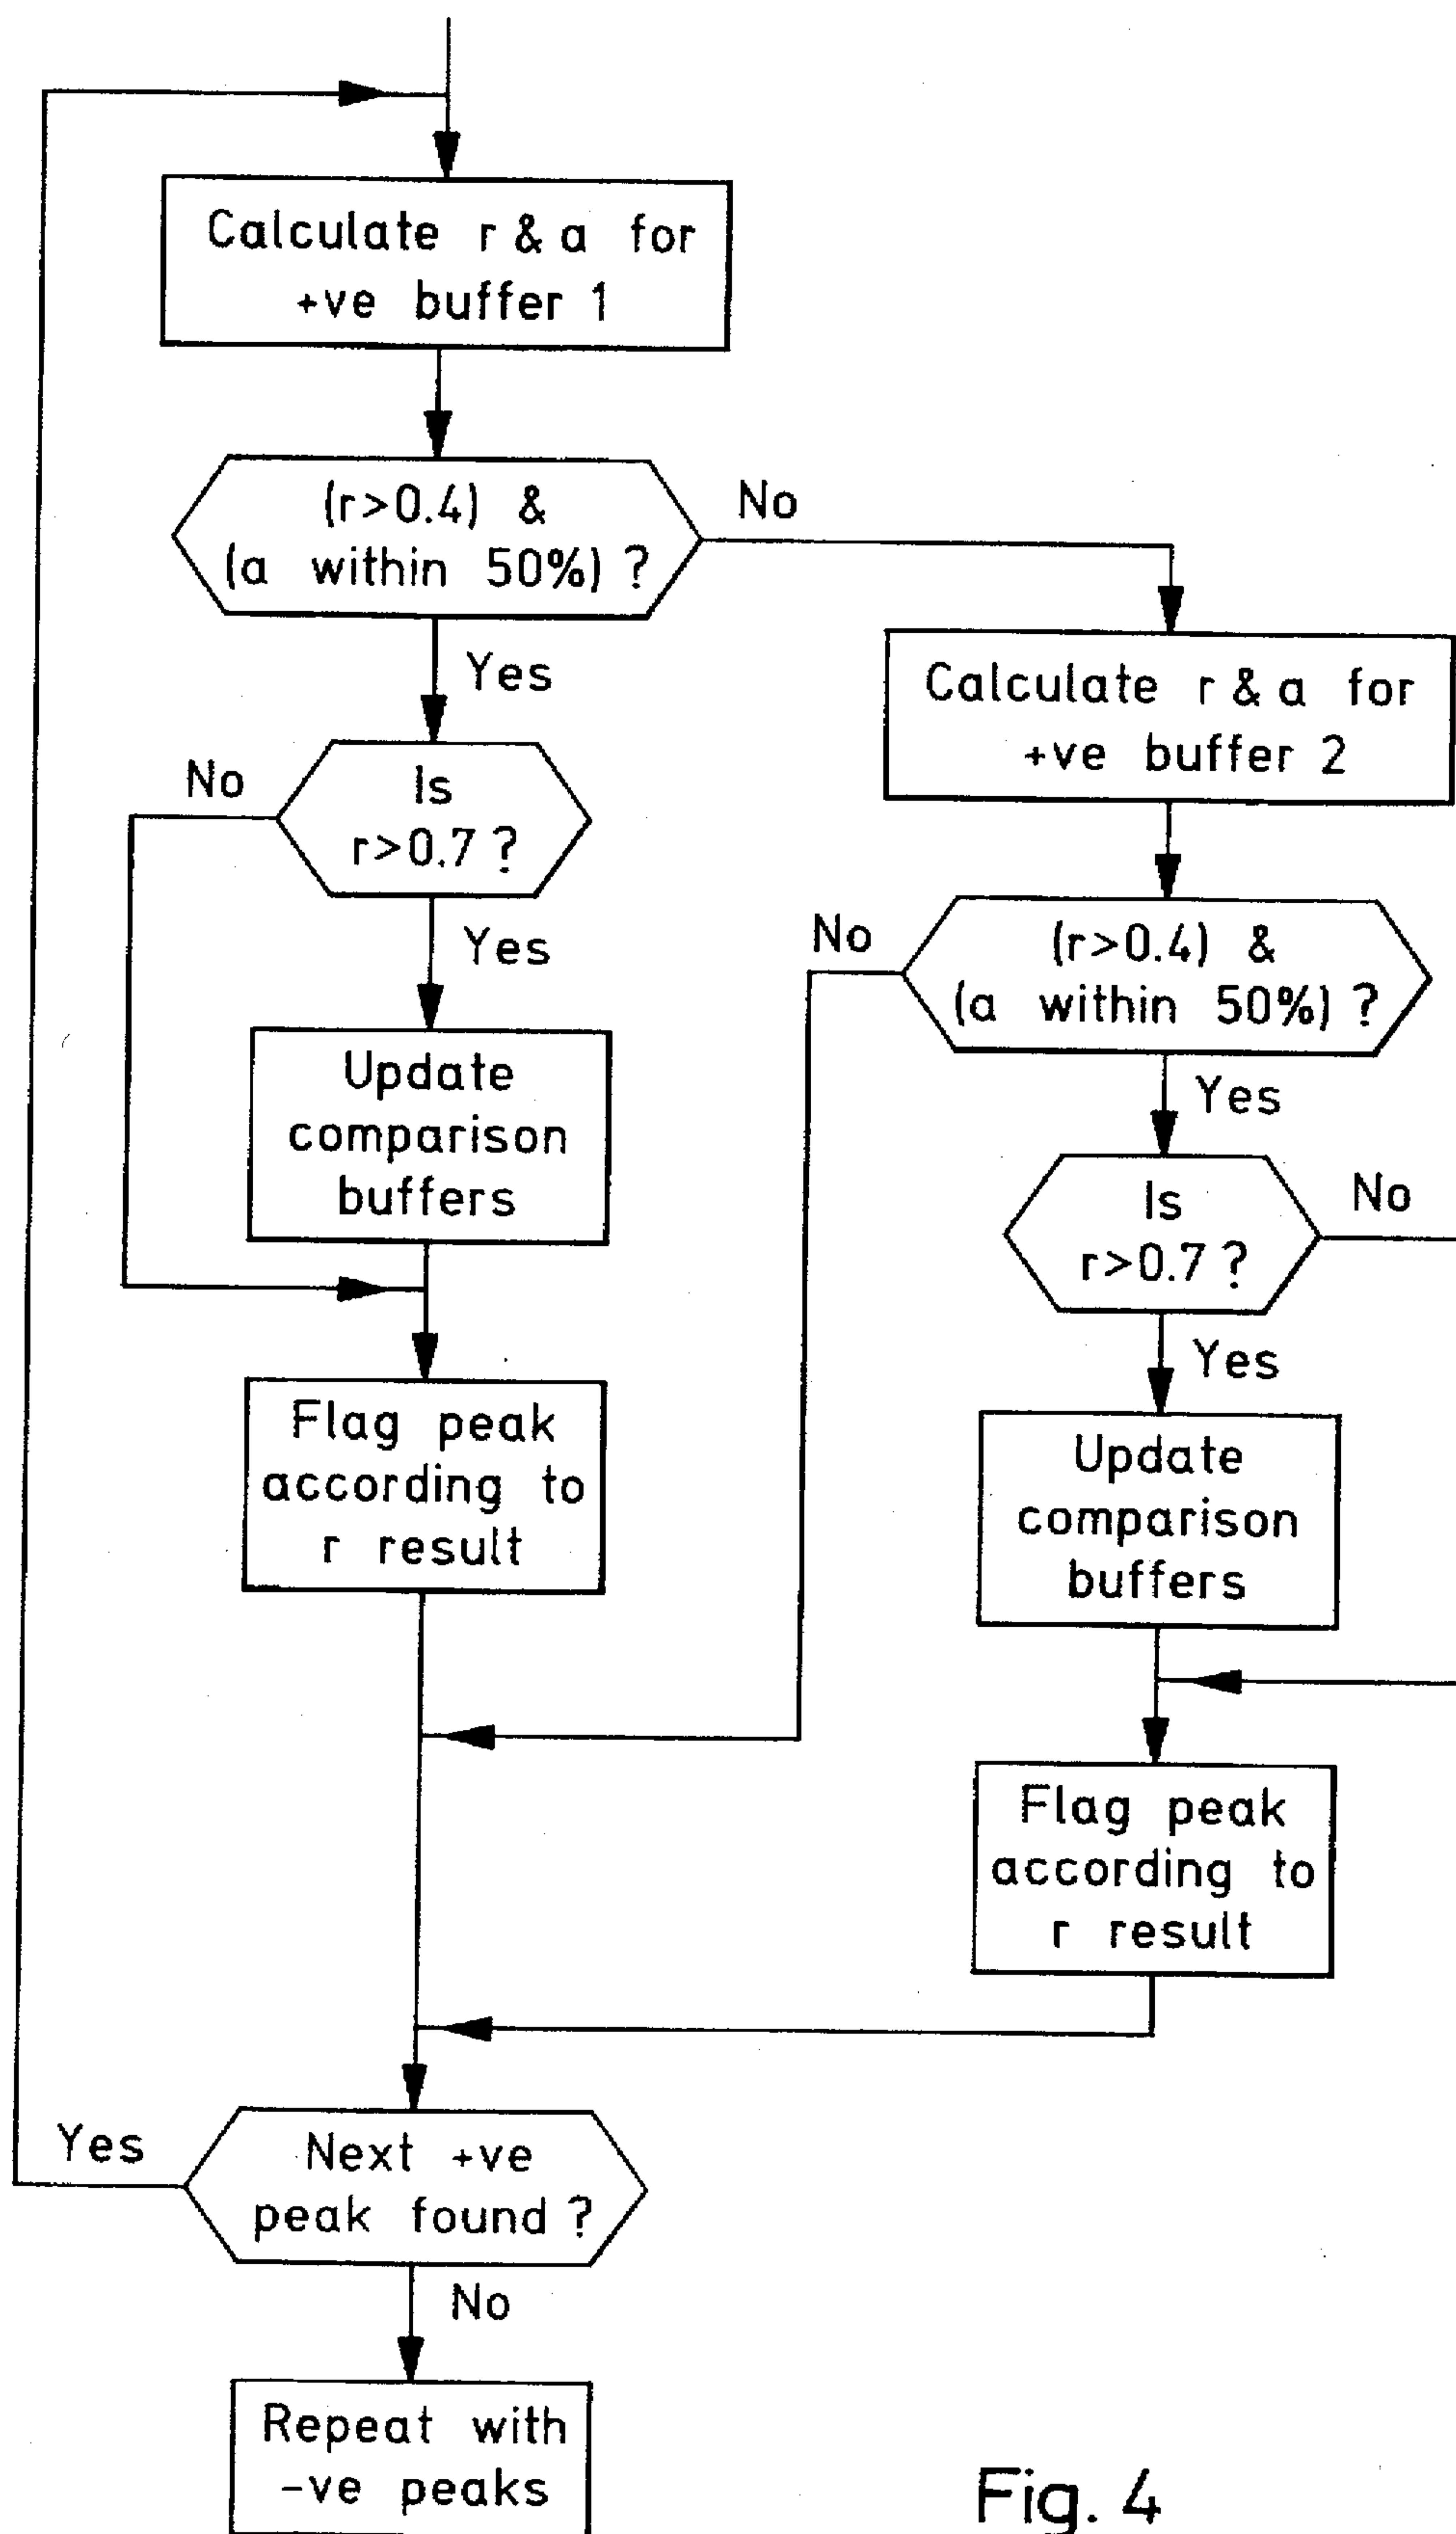 Calculate r & a for
+ve buffer 1
(r>0.4) &
(a within 50%) ?
No
Yes
Is
r>0.7 ?
No
Yes
Update
comparison
buffers
Flag peak
according to
r result
Calculate r & a for
+ve buffer 2
(r>0.4) &
(a within 50%) ?
No
Yes
Is
r>0.7 ?
No
Yes
Update
comparison
buffers
Flag peak
according to
r result
Next +ve
peak found ?
Yes
No
Repeat with
-ve peaks
Fig. 4